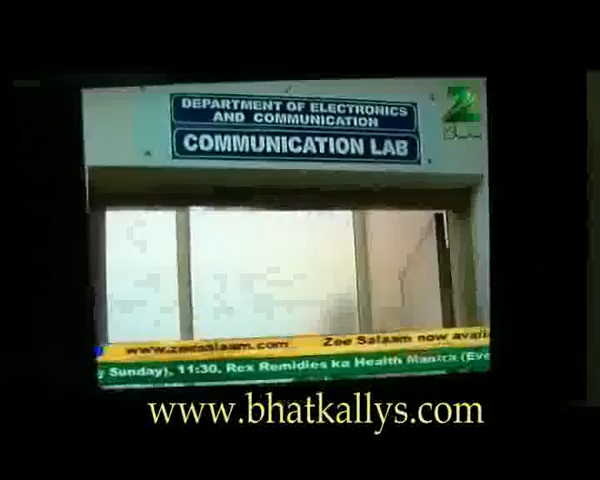 DEPARTMENT OF ELECTRONICS
AND COMMUNICATION
COMMUNICATION LAB
www.zeesalaam.com Zee Salaam now avail
y Sunday), 11:30, Rex Remidies ka Health Mantra (Eve
www.bhatkallys.com